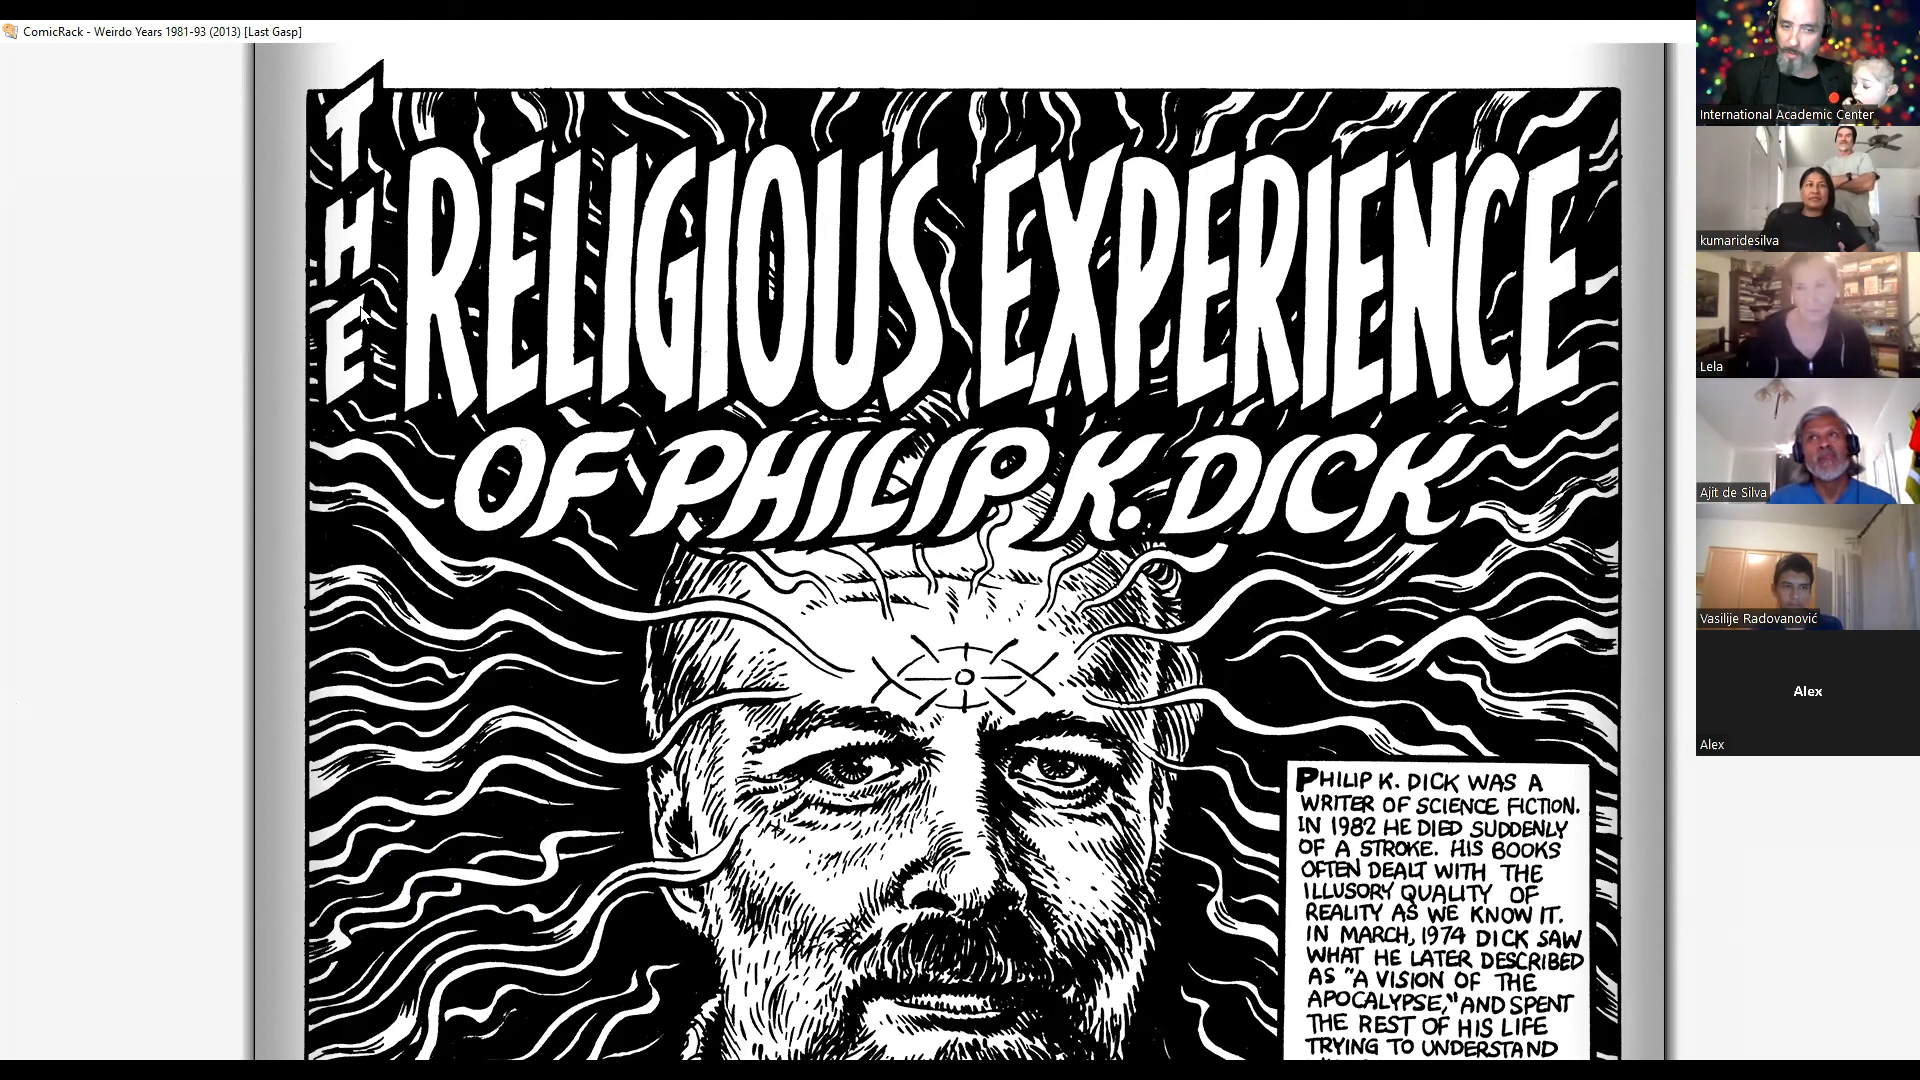 ComicRack - Weirdo Years 1981-93 (2013) [Last Gasp]
THE
RELIGIOUS EXPERIENCE
OF PHILIP K. DICK
PHILIP K. DICK WAS A
WRITER OF SCIENCE FICTION.
IN 1982 HE DIED SUDDENLY
OF A STROKE. HIS BOOKS
OFTEN DEALT WITH THE
ILLUSORY QUALITY OF
REALITY AS WE KNOW IT.
IN MARCH, 1974 DICK SAW
WHAT HE LATER DESCRIBED
AS "A VISION OF THE
APOCALYPSE," AND SPENT
THE REST OF HIS LIFE
TRYING TO UNDERSTAND
International Academic Center
kumaridesilva
Lela
Ajit de Silva
Vasilije Radovanović
Alex
Alex